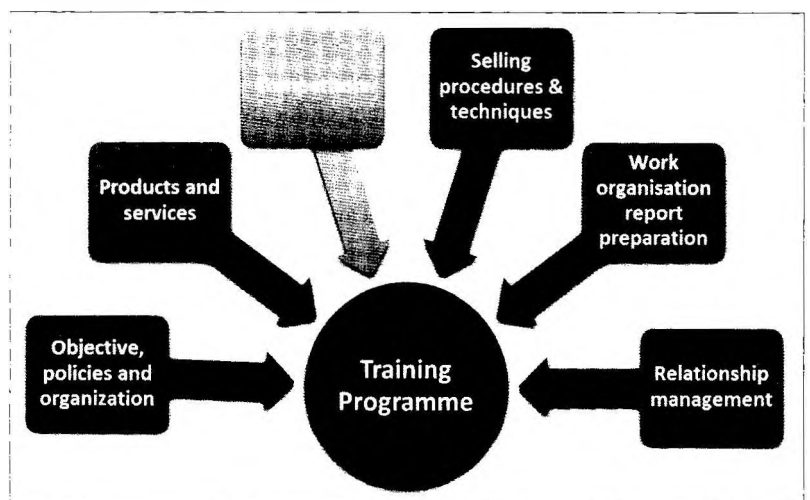 Selling
procedures &
techniques
Products and
services
Work
organisation
report
preparation
Objective,
policies and
organization
Training
Programme
Relationship
management